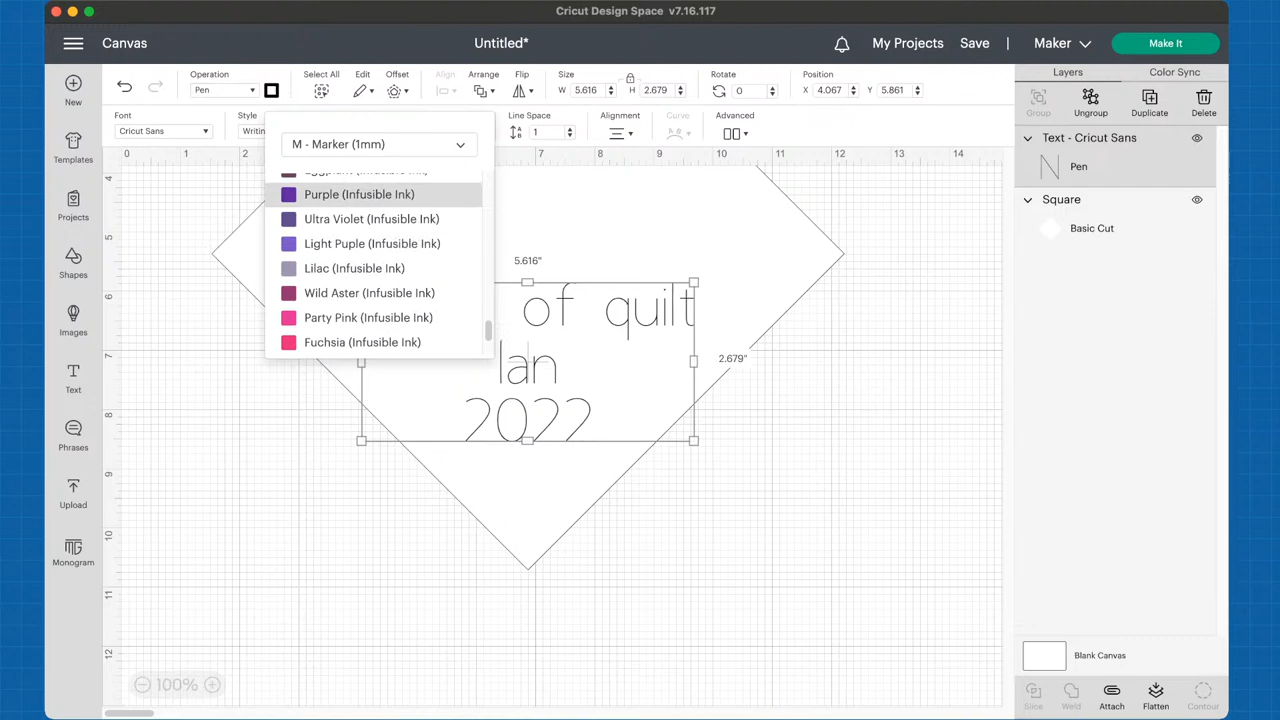 Cricut Design Space v7.16.117
Canvas
Untitled*
My Projects
Save
|
Maker
Make It
Operation
Pen
Select All
Edit
Offset
Align
Arrange
Flip
Size
W 5.616
H 2.679
Rotate
0
Position
X 4.067
Y 5.861
Layers
Color Sync
Group
Ungroup
Duplicate
Delete
Font
Cricut Sans
Style
Line Space
1
Alignment
Curve
Advanced
New
Templates
Projects
Shapes
Images
Text
Phrases
Upload
Monogram
M - Marker (1mm)
Purple (Infusible Ink)
Ultra Violet (Infusible Ink)
Light Puple (Infusible Ink)
Lilac (Infusible Ink)
Wild Aster (Infusible Ink)
Party Pink (Infusible Ink)
Fuchsia (Infusible Ink)
0 1 2 7 8 9 10 11 12 13 14
4
5
6
7
8
9
10
11
12
5.616"
2.679"
of quilt
lan
2022
Text - Cricut Sans
Pen
Square
Basic Cut
Blank Canvas
Slice
Weld
Attach
Flatten
Contour
100%